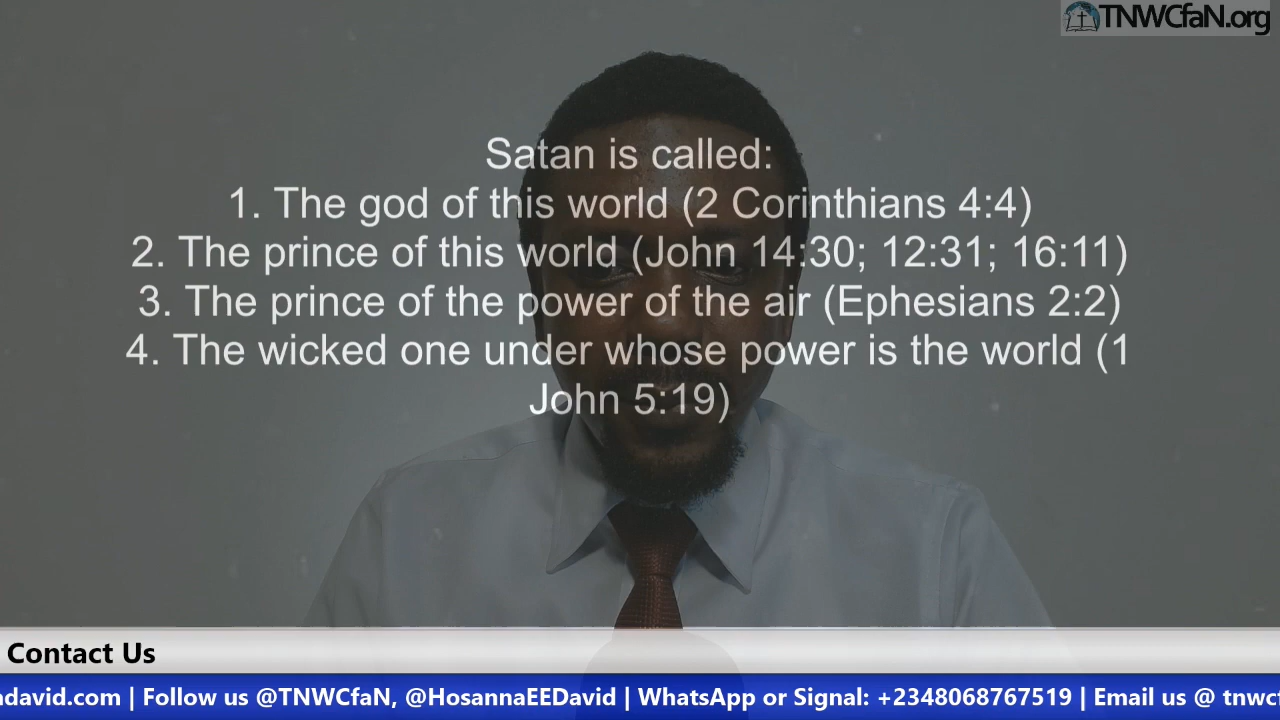 TNWCfaN.org
Satan is called:
1. The god of this world (2 Corinthians 4:4)
2. The prince of this world (John 14:30; 12:31; 16:11)
3. The prince of the power of the air (Ephesians 2:2)
4. The wicked one under whose power is the world (1
John 5:19)
Contact Us
david.com | Follow us @TNWCfaN, @HosannaEEDavid | WhatsApp or Signal: +2348068767519 | Email us @ tnwc